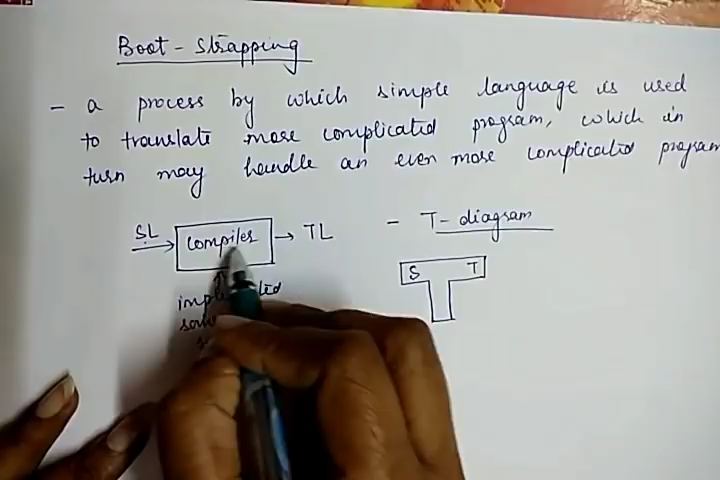 Boot - strapping
- a process by which simple language is used
to translate more complicated program, which in
turn may handle an even more complicated program
SL → compiler → TL
- T- diagram
S T